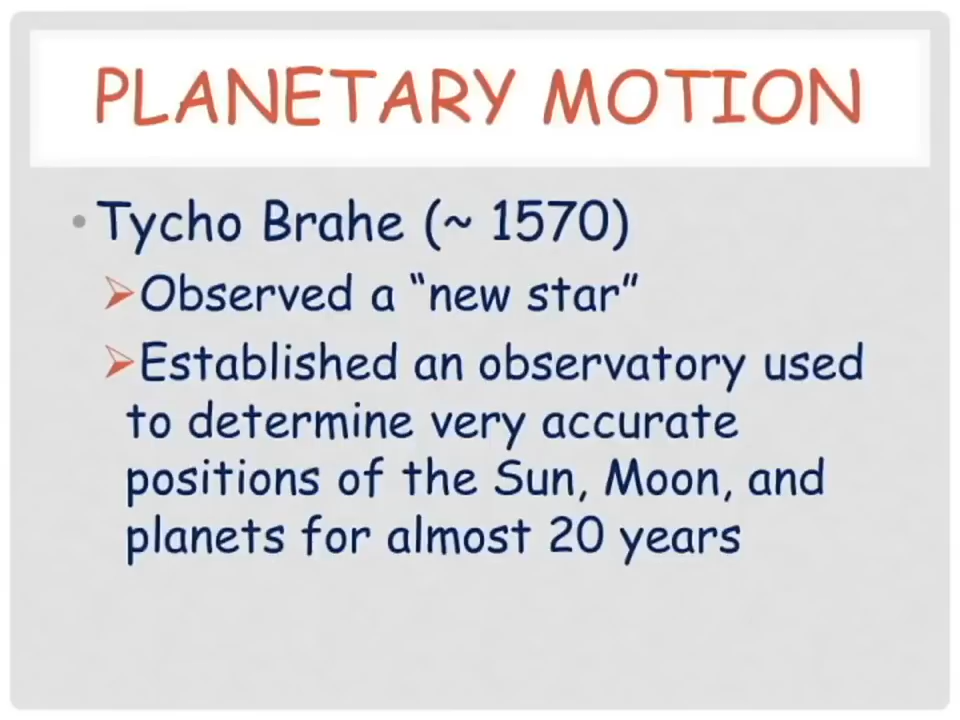 PLANETARY MOTION
• Tycho Brahe (~ 1570)
➢Observed a “new star”
➢Established an observatory used
to determine very accurate
positions of the Sun, Moon, and
planets for almost 20 years